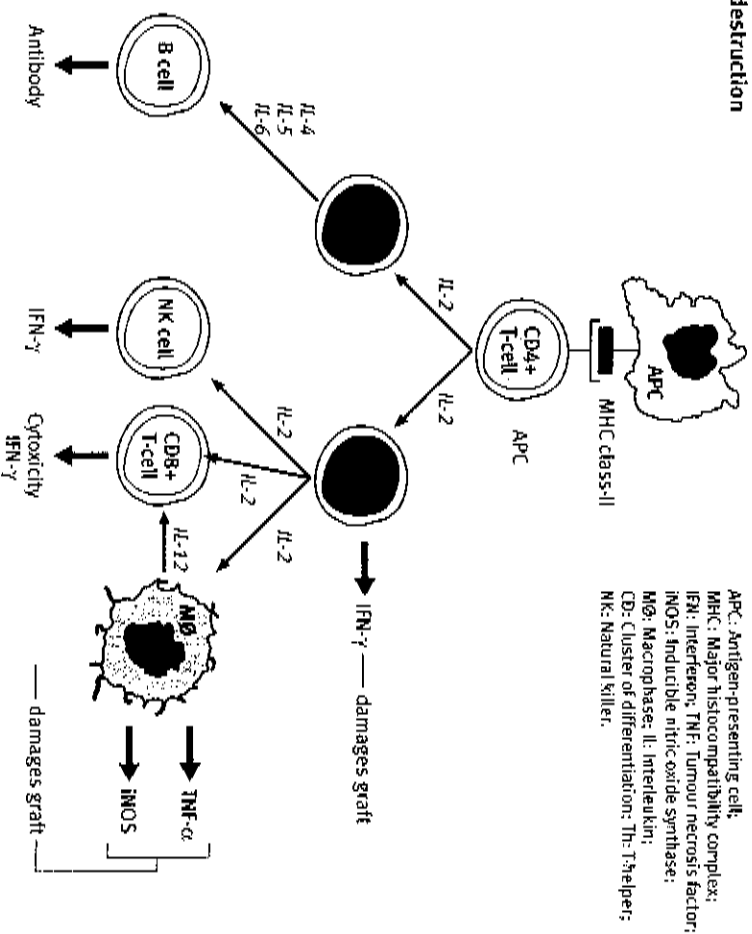 destruction
APC
MHC class-II
CD4+
T-cell
APC
IL-2
IL-2
IL-4
IL-5
IL-6
IFN-γ — damages graft
IL-2
IL-2
IL-2
B cell
NK cell
CD8+
T-cell
IL-12
MØ
TNF-α
iNOS
Antibody
IFN-γ
Cytoxicity
IFN-γ
— damages graft
APC: Antigen-presenting cell;
MHC: Major histocompatibility complex;
IFN: Interferon; TNF: Tumour necrosis factor;
iNOS: Inducible nitric oxide synthase;
MØ: Macrophase; Il: Interleukin;
CD: Cluster of differentiation; Th: T-helper;
NK: Natural killer.